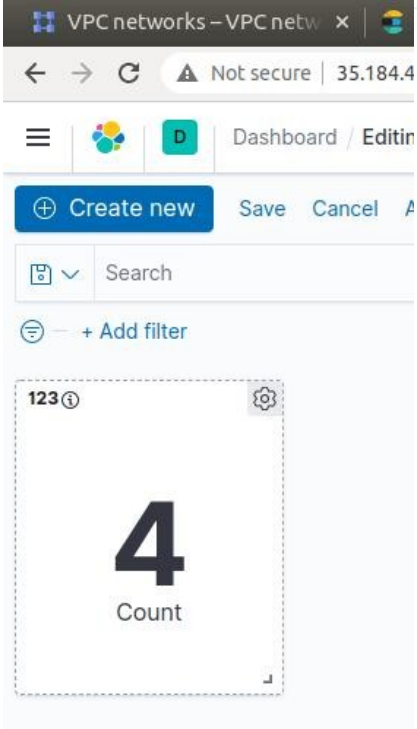 VPC networks – VPC netw
Not secure | 35.184.4
D Dashboard / Editin
Create new Save Cancel A
Search
+ Add filter
123
4
Count